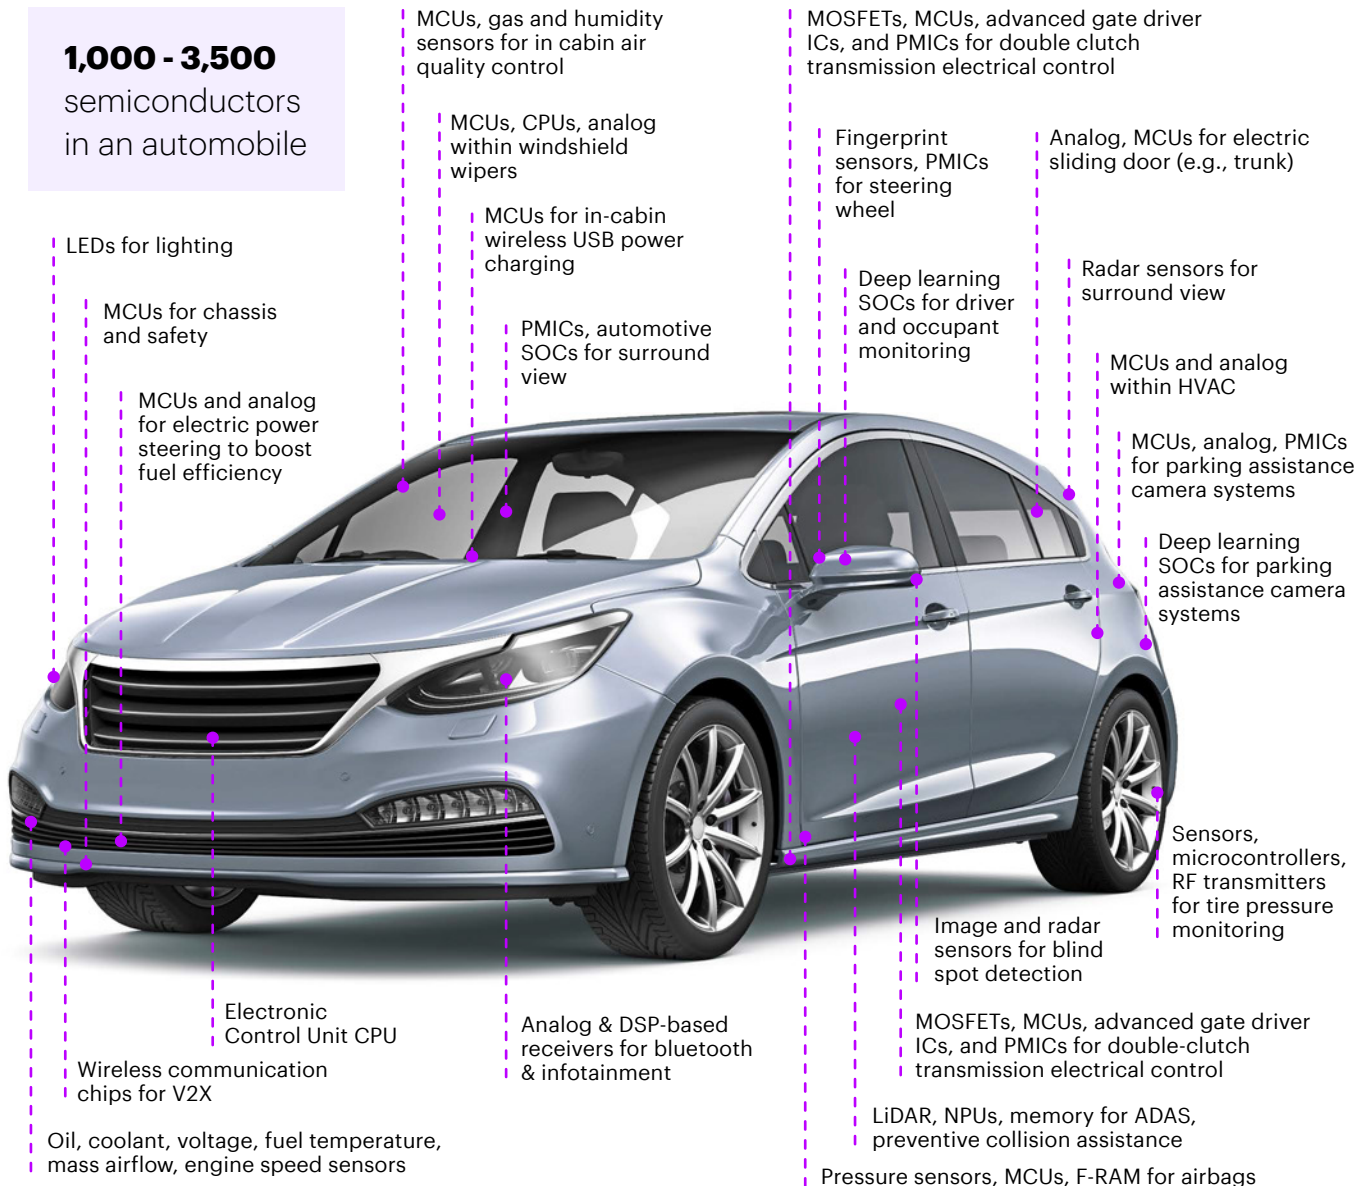 1,000 - 3,500
semiconductors
in an automobile
MCUs, gas and humidity
sensors for in cabin air
quality control
MOSFETs, MCUs, advanced gate driver
ICs, and PMICs for double clutch
transmission electrical control
MCUs, CPUs, analog
within windshield
wipers
Fingerprint
sensors, PMICs
for steering
wheel
Analog, MCUs for electric
sliding door (e.g., trunk)
MCUs for in-cabin
wireless USB power
charging
LEDs for lighting
Deep learning
SOCs for driver
and occupant
monitoring
Radar sensors for
surround view
MCUs for chassis
and safety
PMICs, automotive
SOCs for surround
view
MCUs and analog
within HVAC
MCUs and analog
for electric power
steering to boost
fuel efficiency
MCUs, analog, PMICs
for parking assistance
camera systems
Deep learning
SOCs for parking
assistance camera
systems
Sensors,
microcontrollers,
RF transmitters
for tire pressure
monitoring
Image and radar
sensors for blind
spot detection
Electronic
Control Unit CPU
Analog & DSP-based
receivers for bluetooth
& infotainment
MOSFETs, MCUs, advanced gate driver
ICs, and PMICs for double-clutch
transmission electrical control
Wireless communication
chips for V2X
LiDAR, NPUs, memory for ADAS,
preventive collision assistance
Oil, coolant, voltage, fuel temperature,
mass airflow, engine speed sensors
Pressure sensors, MCUs, F-RAM for airbags